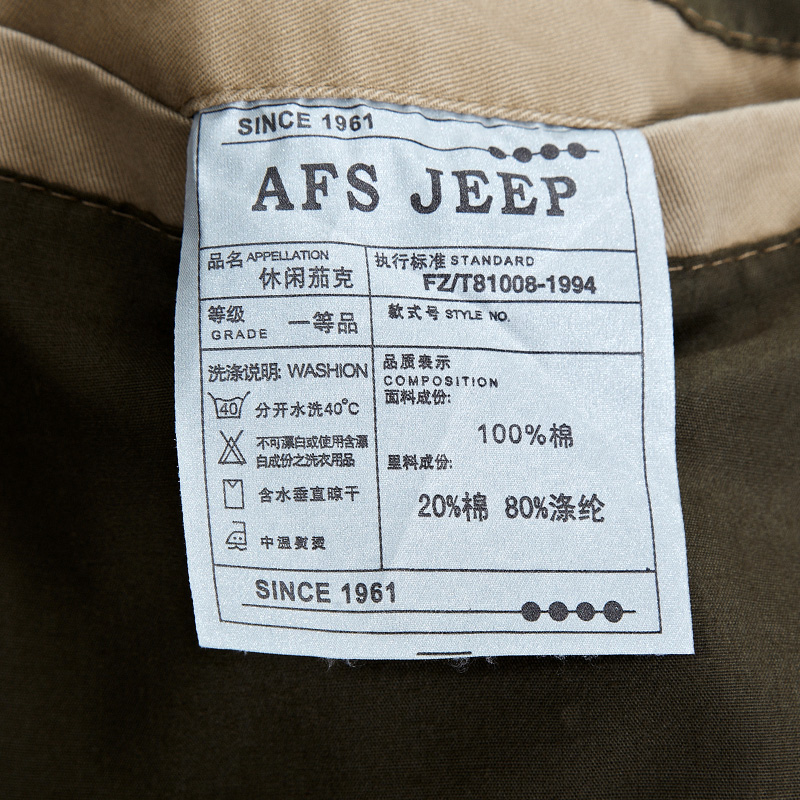 SINCE 1961
AFS JEEP
品名 APPELLATION
休闲茄克
执行标准 STANDARD
FZ/T81008-1994
等级
GRADE
一等品
款式号 STYLE NO.
洗涤说明: WASHION
40 分开水洗40°C
不可漂白或使用含漂
白成份之洗衣用品
含水垂直晾干
中温熨烫
品质表示
COMPOSITION
面料成份:
100%棉
里料成份:
20%棉 80%涤纶
SINCE 1961